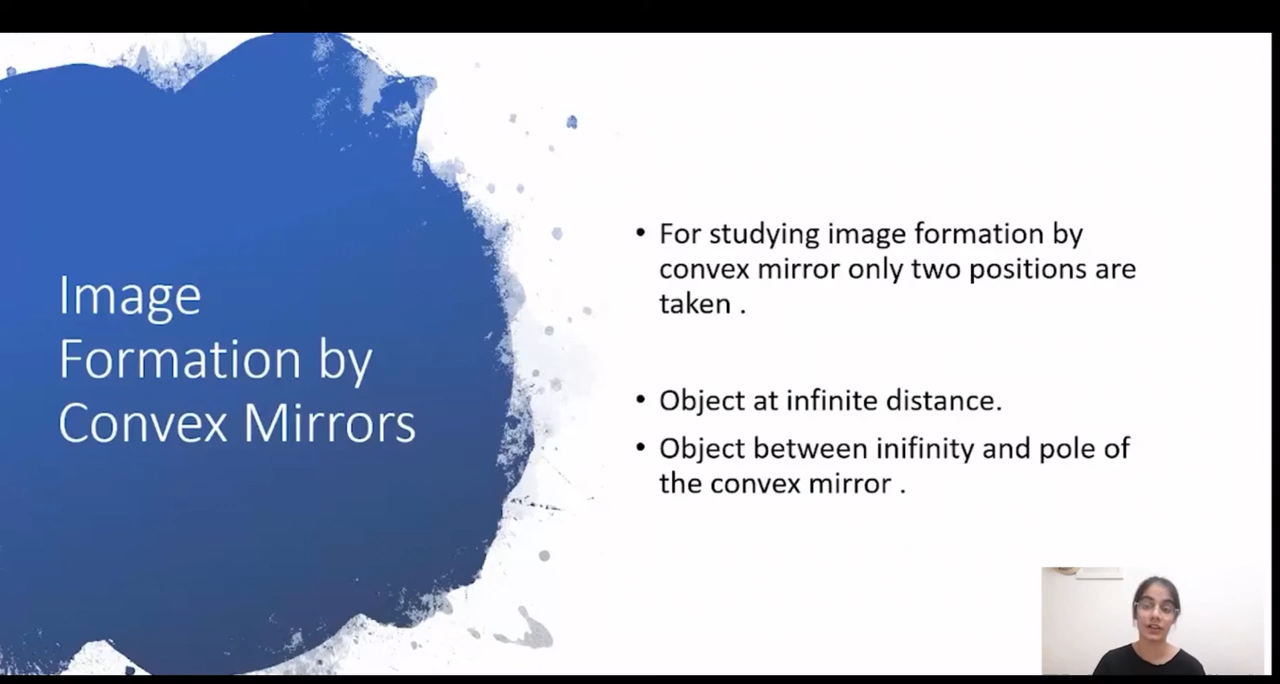 Image
Formation by
Convex Mirrors
• For studying image formation by
convex mirror only two positions are
taken .
• Object at infinite distance.
• Object between inifinity and pole of
the convex mirror .